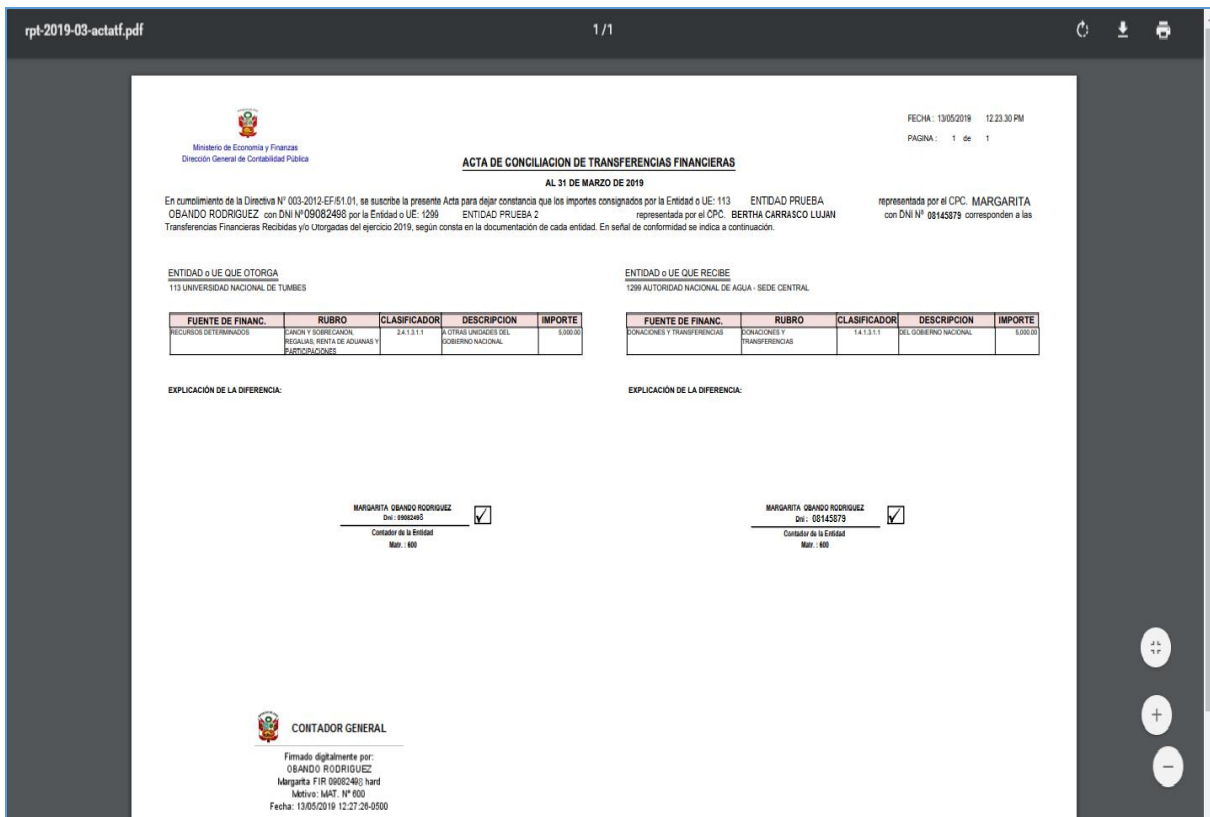 rpt-2019-03-actatf.pdf
1/1
FECHA : 13/05/2019 12.23.30 PM
PAGINA : 1 de 1
Ministerio de Economía y Finanzas
Dirección General de Contabilidad Pública
ACTA DE CONCILIACION DE TRANSFERENCIAS FINANCIERAS
AL 31 DE MARZO DE 2019
En cumplimiento de la Directiva N° 003-2012-EF/51.01, se suscribe la presente Acta para dejar constancia que los importes consignados por la Entidad o UE: 113 ENTIDAD PRUEBA representada por el CPC. MARGARITA
OBANDO RODRIGUEZ con DNI N°09082498 por la Entidad o UE: 1299 ENTIDAD PRUEBA 2 representada por el CPC. BERTHA CARRASCO LUJAN con DNI N° 08145879 corresponden a las
Transferencias Financieras Recibidas y/o Otorgadas del ejercicio 2019, según consta en la documentación de cada entidad. En señal de conformidad se indica a continuación.
ENTIDAD o UE QUE OTORGA
113 UNIVERSIDAD NACIONAL DE TUMBES
FUENTE DE FINANC. RUBRO CLASIFICADOR DESCRIPCION IMPORTE
RECURSOS DETERMINADOS CANON Y SOBRECANON, 2.4.1.3.1.1 A OTRAS UNIDADES DEL 5,000.00
REGALIAS, RENTA DE ADUANAS Y GOBIERNO NACIONAL
PARTICIPACIONES
EXPLICACIÓN DE LA DIFERENCIA:
MARGARITA OBANDO RODRIGUEZ
Dni : 09082498
Contador de la Entidad
Matr. : 600
ENTIDAD o UE QUE RECIBE
1299 AUTORIDAD NACIONAL DE AGUA - SEDE CENTRAL
FUENTE DE FINANC. RUBRO CLASIFICADOR DESCRIPCION IMPORTE
DONACIONES Y TRANSFERENCIAS DONACIONES Y 1.4.1.3.1.1 DEL GOBIERNO NACIONAL 5,000.00
TRANSFERENCIAS
EXPLICACIÓN DE LA DIFERENCIA:
MARGARITA OBANDO RODRIGUEZ
Dni : 08145879
Contador de la Entidad
Matr. : 600
CONTADOR GENERAL
Firmado digitalmente por:
OBANDO RODRIGUEZ
Margarita FIR 09082498 hard
Motivo: MAT. N° 600
Fecha: 13/05/2019 12:27:26-0500